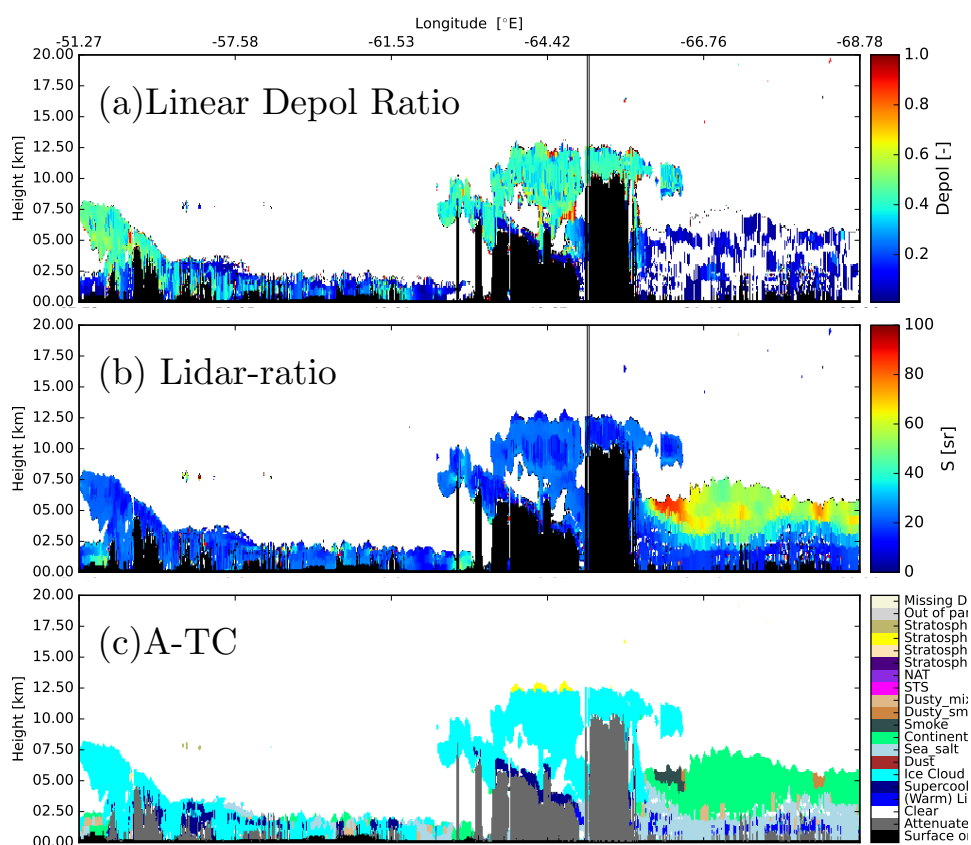 Longitude [°E]
-51.27 -57.58 -61.53 -64.42 -66.76 -68.78
(a)Linear Depol Ratio
Height [km]
20.00
17.50
15.00
12.50
10.00
07.50
05.00
02.50
00.00
1.0
0.8
0.6
0.4
0.2
Depol [-]
(b) Lidar-ratio
Height [km]
20.00
17.50
15.00
12.50
10.00
07.50
05.00
02.50
00.00
100
80
60
40
20
0
S [sr]
(c)A-TC
Height [km]
20.00
17.50
15.00
12.50
10.00
07.50
05.00
02.50
00.00
Missing D
Out of par
Stratosph
Stratosph
Stratosph
Stratosph
NAT
STS
Dusty_mix
Dusty_sm
Smoke
Continent
Sea_salt
Dust
Ice Cloud
Supercool
(Warm) Li
Clear
Attenuate
Surface or